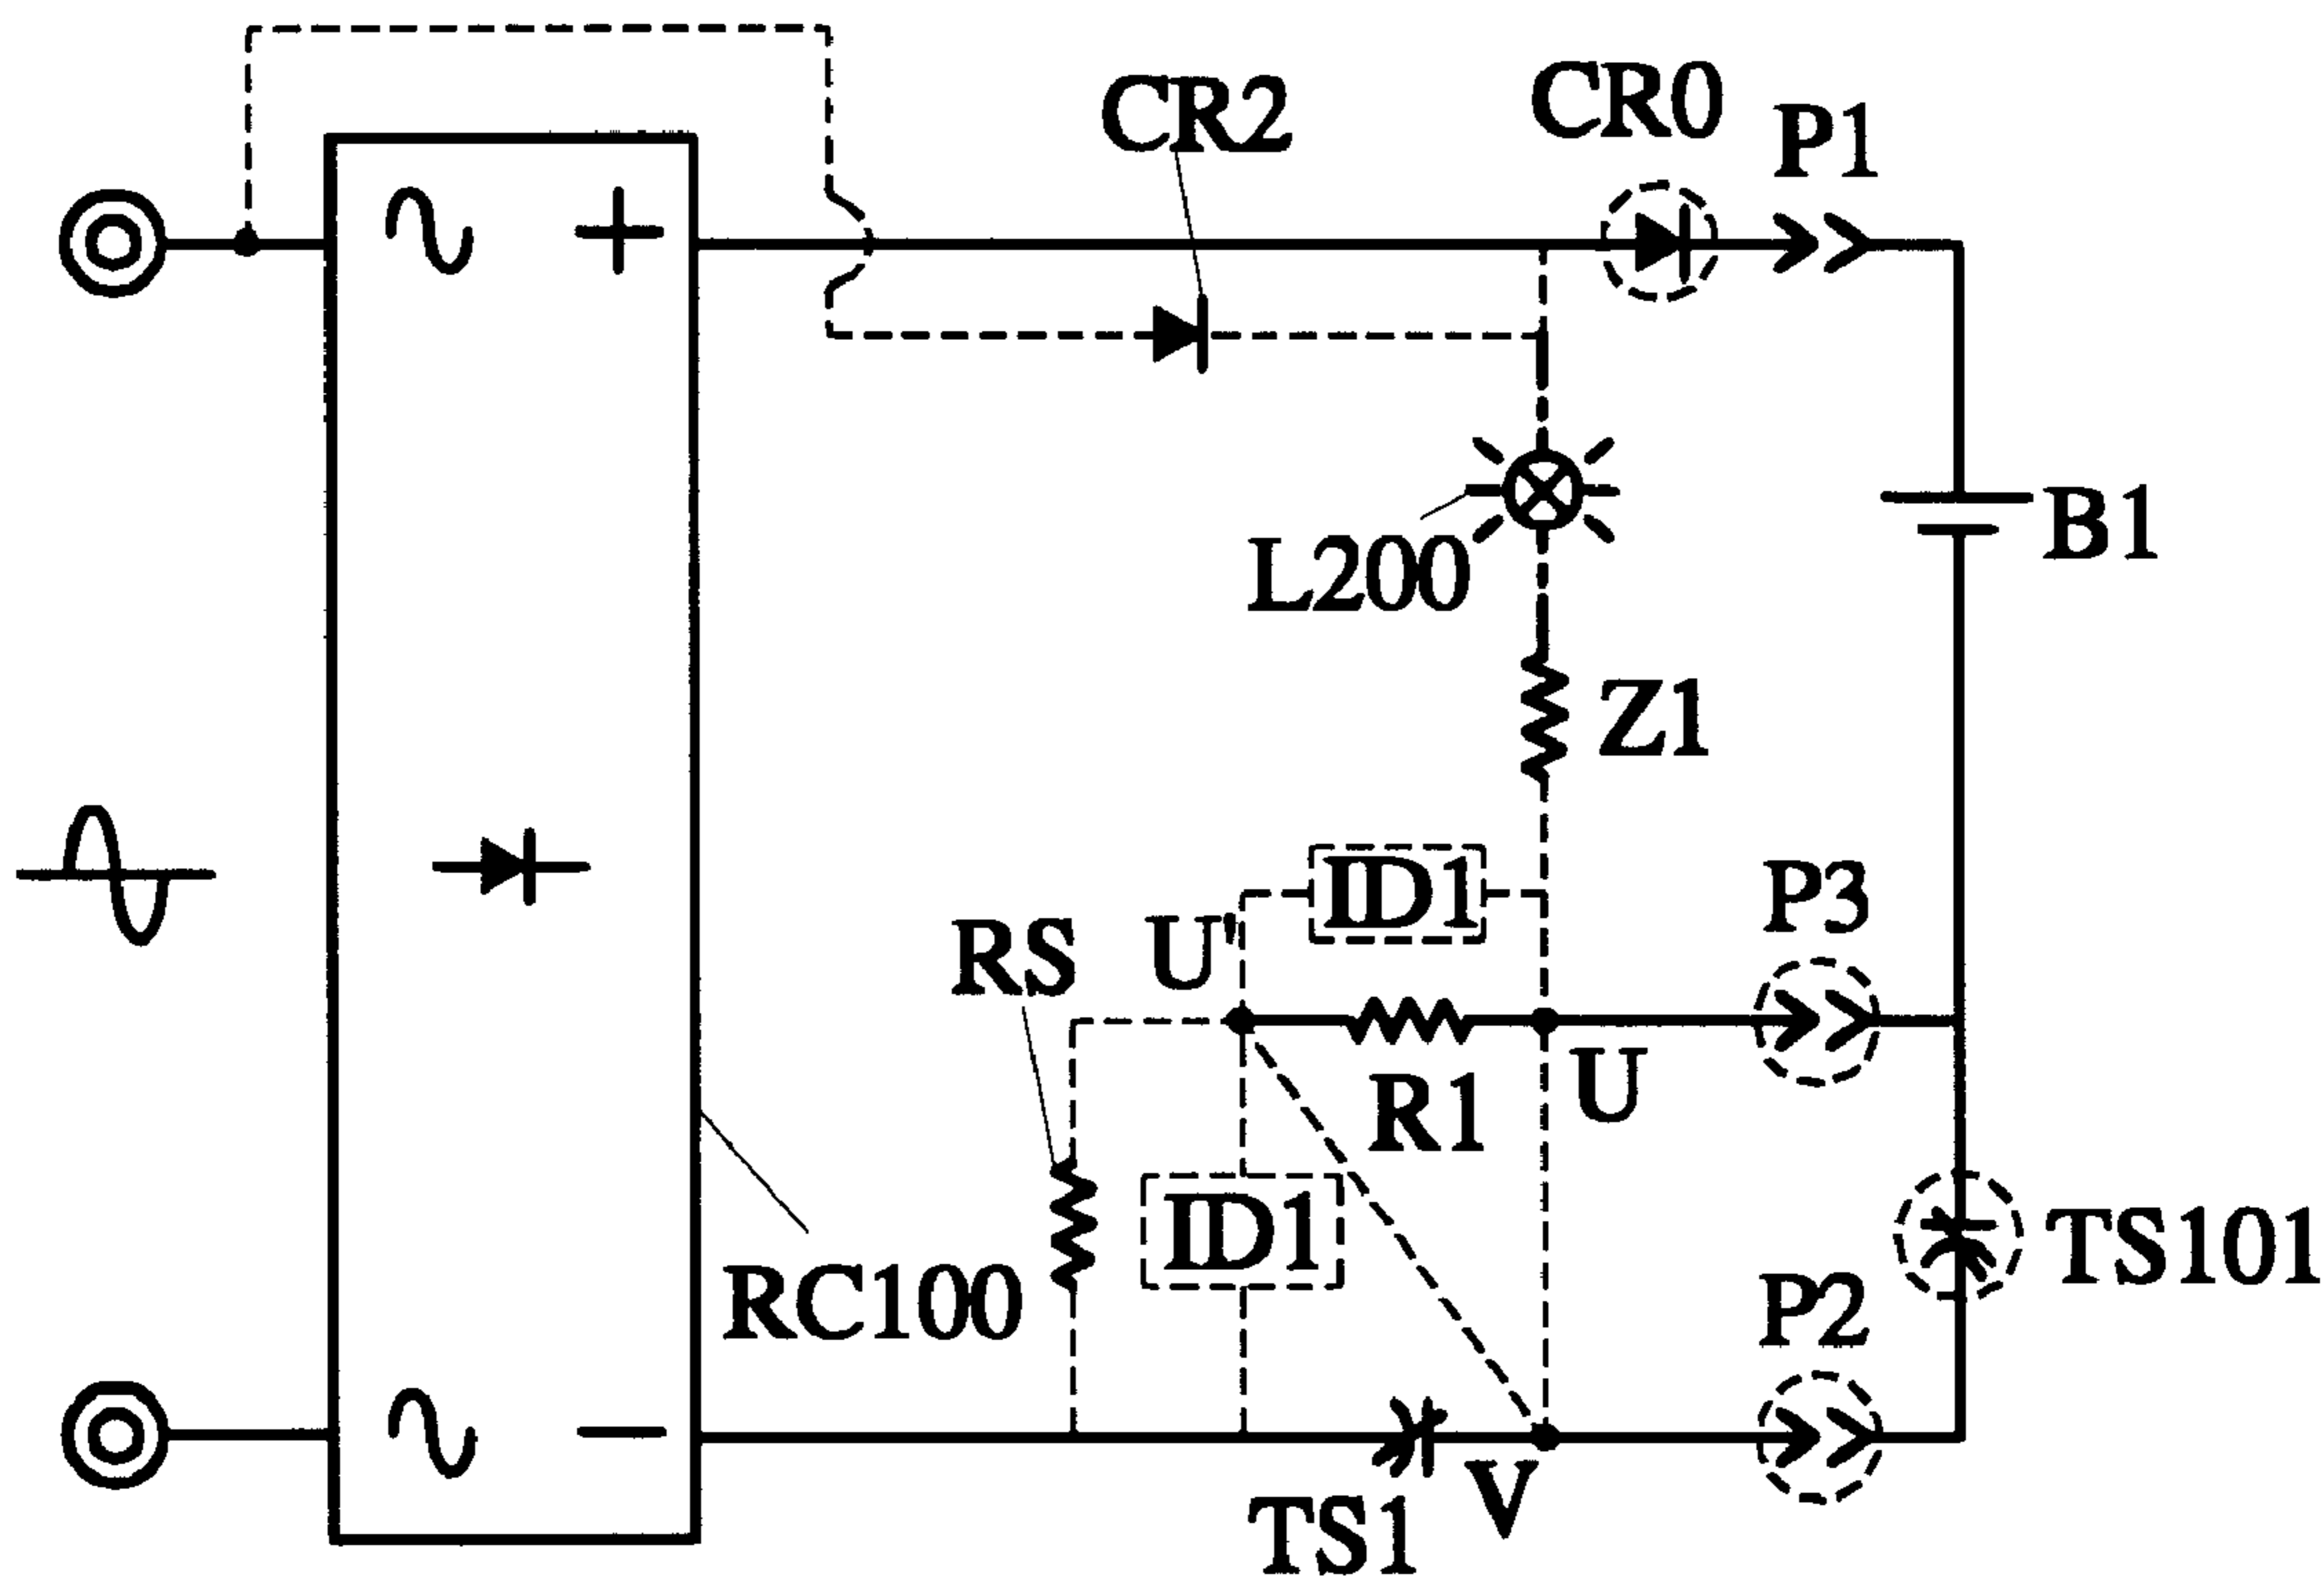 CR2
CR0
P1
+
B1
L200
Z1
ID1
P3
RS
U'
R1
U
ID1
TS101
RC100
P2
−
V
TS1